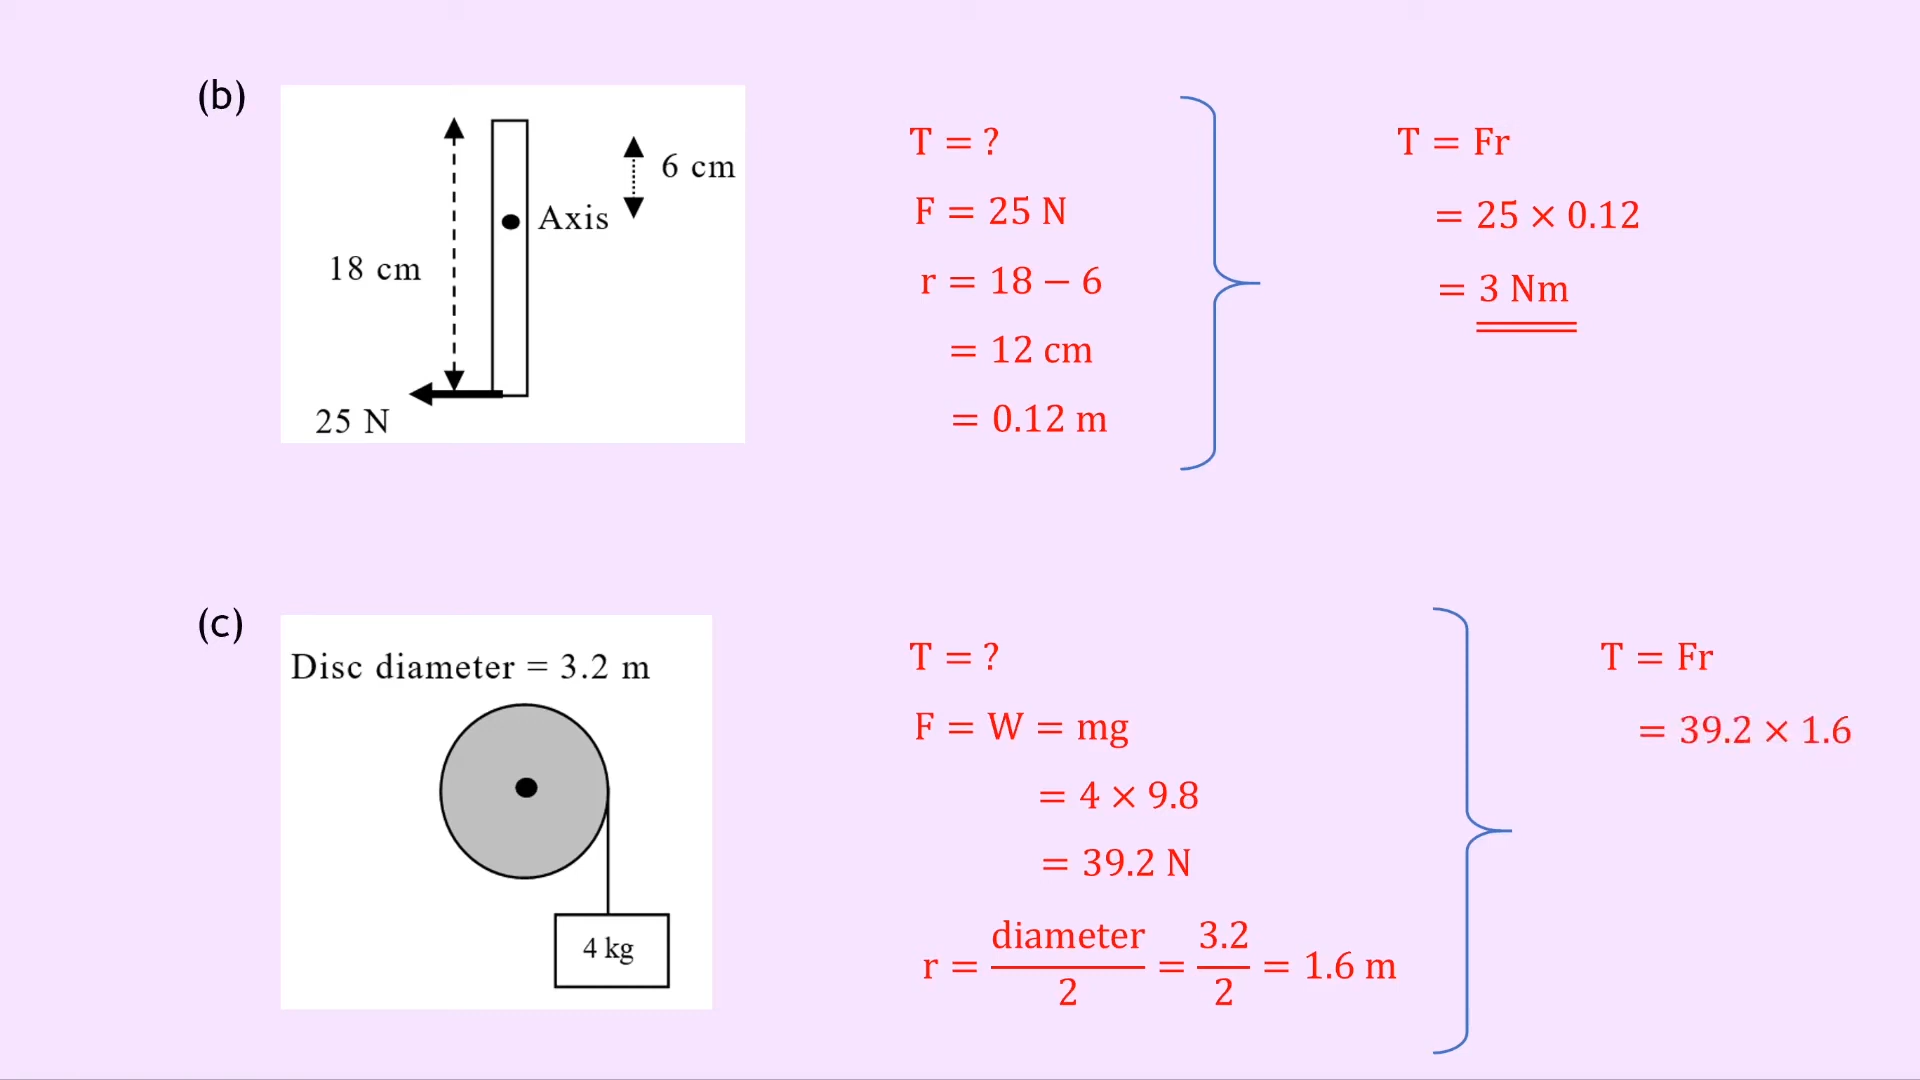 (b)
6 cm
Axis
18 cm
25 N
T = ?
F = 25 N
r = 18 − 6
= 12 cm
= 0.12 m
T = Fr
= 25 × 0.12
= 3 Nm
(c)
Disc diameter = 3.2 m
4 kg
T = ?
F = W = mg
= 4 × 9.8
= 39.2 N
r = diameter/2 = 3.2/2 = 1.6 m
T = Fr
= 39.2 × 1.6